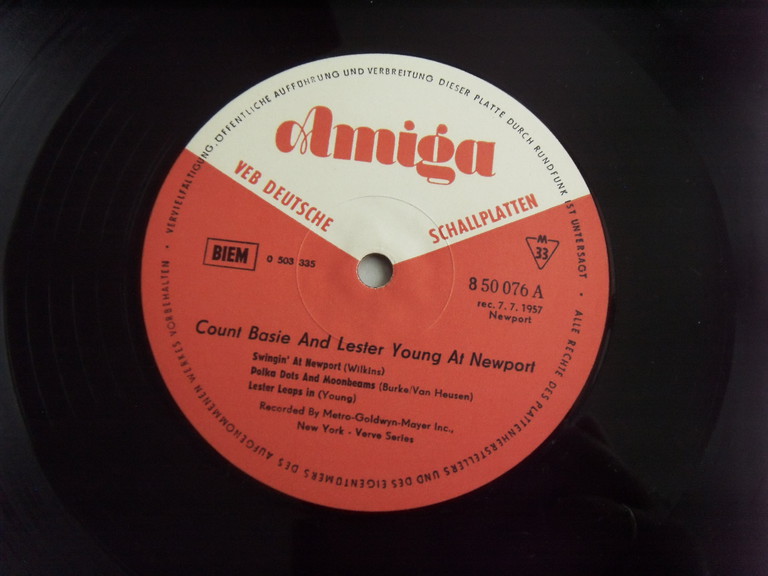 VERVIELFÄLTIGUNG, ÖFFENTLICHE AUFFÜHRUNG UND VERBREITUNG DIESER PLATTE DURCH RUNDFUNK IST UNTERSAGT •
ALLE RECHTE DES PLATTENHERSTELLERS UND DES EIGENTÜMERS DES AUFGENOMMENEN WERKES VORBEHALTEN •
Amiga
VEB DEUTSCHE SCHALLPLATTEN
BIEM
0 503 335
M
33
8 50 076 A
rec. 7. 7. 1957
Newport
Count Basie And Lester Young At Newport
Swingin' At Newport (Wilkins)
Polka Dots And Moonbeams (Burke/Van Heusen)
Lester Leaps in (Young)
Recorded By Metro-Goldwyn-Mayer Inc.,
New York - Verve Series